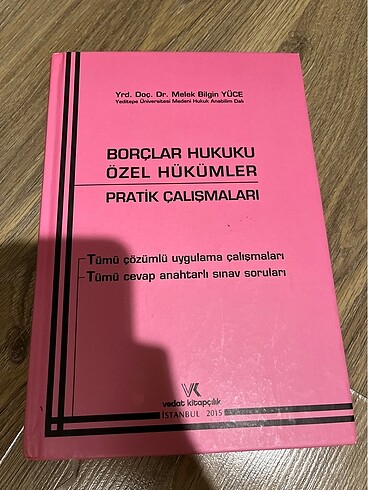 Yrd. Doç. Dr. Melek Bilgin YÜCE
Yeditepe Üniversitesi Medeni Hukuk Anabilim Dalı
BORÇLAR HUKUKU
ÖZEL HÜKÜMLER
PRATİK ÇALIŞMALARI
Tümü çözümlü uygulama çalışmaları
Tümü cevap anahtarlı sınav soruları
VK
vedat kitapçılık
İSTANBUL 2015